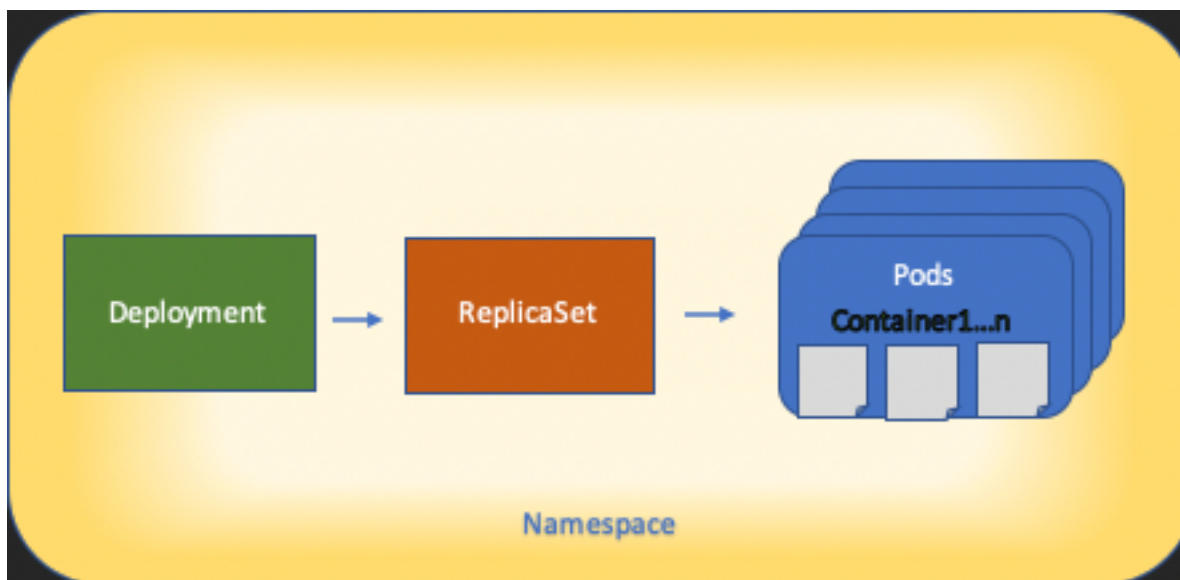 Deployment
ReplicaSet
Pods
Container1...n
Namespace